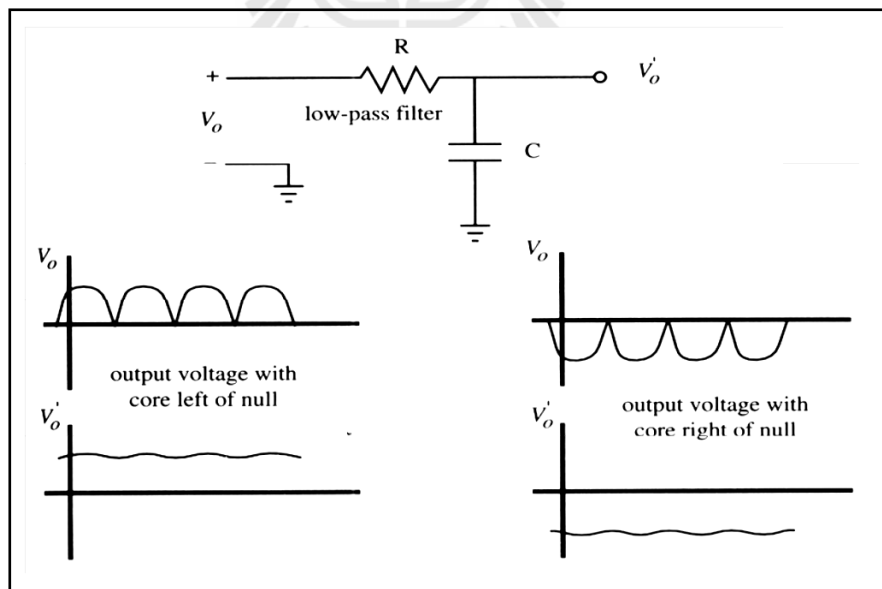 R
+
V'o
Vo
low-pass filter
−
C
Vo
Vo
output voltage with
core left of null
output voltage with
core right of null
V'o
V'o